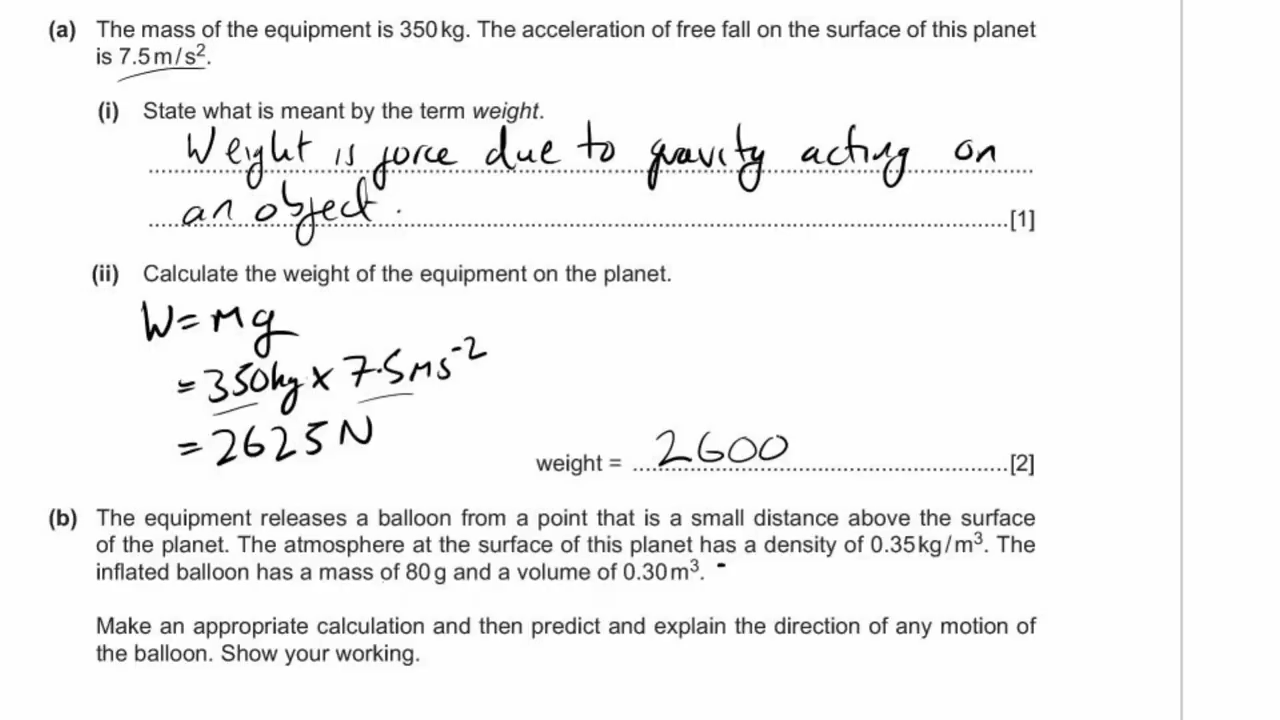 (a) The mass of the equipment is 350 kg. The acceleration of free fall on the surface of this planet
is 7.5 m/s².
(i) State what is meant by the term weight.
Weight is force due to gravity acting on
an object.
[1]
(ii) Calculate the weight of the equipment on the planet.
W = mg
= 350kg × 7.5ms⁻²
= 2625 N
weight = 2600 [2]
(b) The equipment releases a balloon from a point that is a small distance above the surface
of the planet. The atmosphere at the surface of this planet has a density of 0.35 kg/m³. The
inflated balloon has a mass of 80 g and a volume of 0.30 m³.
Make an appropriate calculation and then predict and explain the direction of any motion of
the balloon. Show your working.